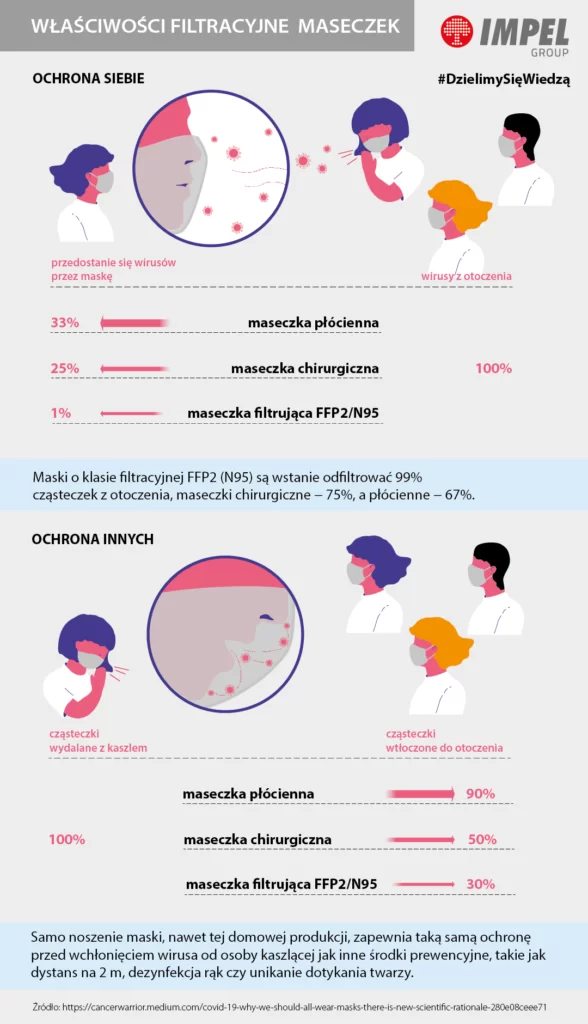 WŁAŚCIWOŚCI FILTRACYJNE MASECZEK
IMPEL
GROUP
OCHRONA SIEBIE
#DzielimySięWiedzą
przedostanie się wirusów
przez maskę
wirusy z otoczenia
33% maseczka płócienna
25% maseczka chirurgiczna 100%
1% maseczka filtrująca FFP2/N95
Maski o klasie filtracyjnej FFP2 (N95) są wstanie odfiltrować 99%
cząsteczek z otoczenia, maseczki chirurgiczne – 75%, a płócienne – 67%.
OCHRONA INNYCH
cząsteczki
wydalane z kaszlem
cząsteczki
wtłoczone do otoczenia
maseczka płócienna 90%
100% maseczka chirurgiczna 50%
maseczka filtrująca FFP2/N95 30%
Samo noszenie maski, nawet tej domowej produkcji, zapewnia taką samą ochronę
przed wchłonięciem wirusa od osoby kaszlącej jak inne środki prewencyjne, takie jak
dystans na 2 m, dezynfekcja rąk czy unikanie dotykania twarzy.
Źródło: https://cancerwarrior.medium.com/covid-19-why-we-should-all-wear-masks-there-is-new-scientific-rationale-280e08ceee71